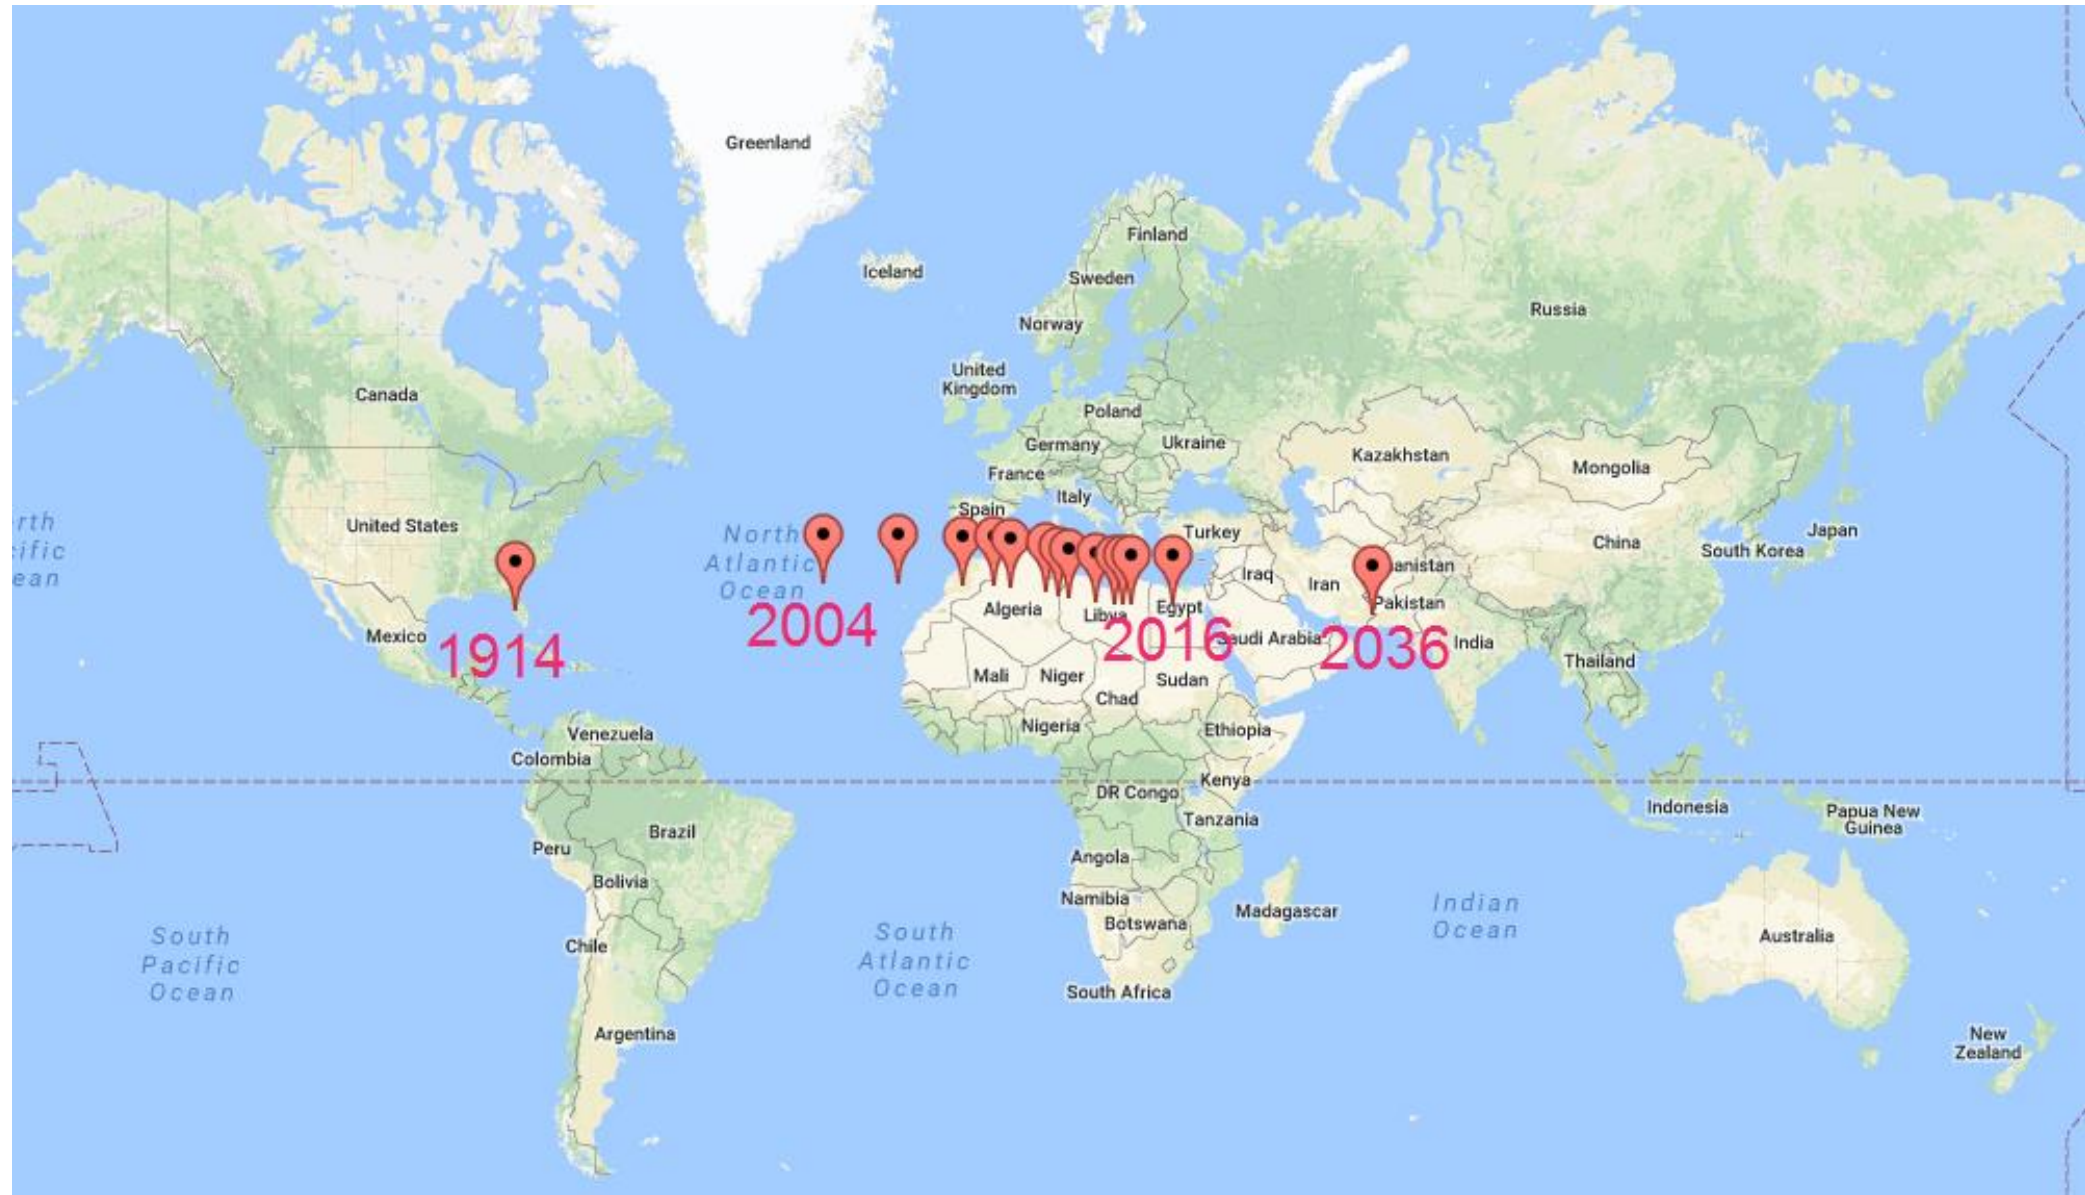 Greenland
Iceland
Finland
Sweden
Norway
Russia
United
Kingdom
Canada
Poland
Germany
Ukraine
France
Kazakhstan
Mongolia
Italy
Spain
United States
North
Atlantic
Ocean
Turkey
China
Japan
South Korea
Iraq
Iran
anistan
Pakistan
Algeria
Libya
Egypt
Mexico
1914
2004
2016
2036
Saudi Arabia
India
Thailand
Mali
Niger
Chad
Sudan
Nigeria
Ethiopia
Venezuela
Colombia
Kenya
DR Congo
Tanzania
Indonesia
Papua New
Guinea
Brazil
Peru
Bolivia
Angola
Namibia
Botswana
Madagascar
Indian
Ocean
Australia
South
Pacific
Ocean
South
Atlantic
Ocean
Chile
South Africa
Argentina
New
Zealand
rth
ific
ean